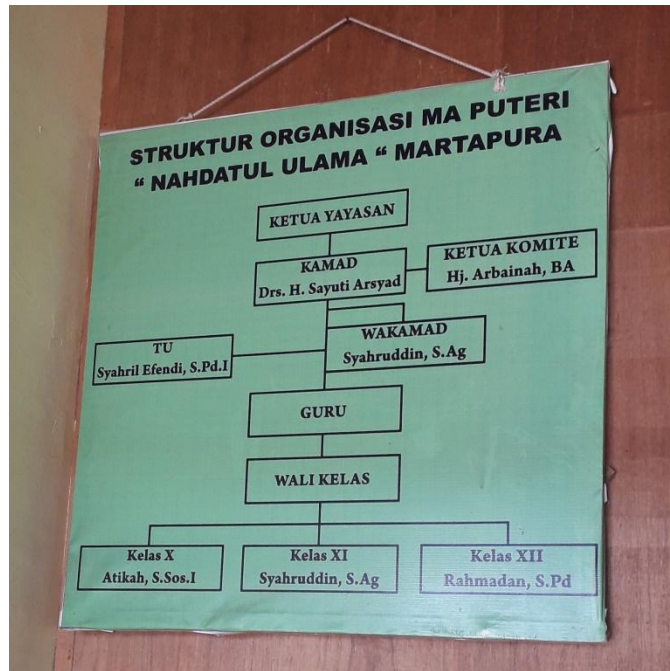 STRUKTUR ORGANISASI MA PUTERI
“ NAHDATUL ULAMA “ MARTAPURA
KETUA YAYASAN
KAMAD
Drs. H. Sayuti Arsyad
KETUA KOMITE
Hj. Arbainah, BA
WAKAMAD
Syahruddin, S.Ag
TU
Syahril Efendi, S.Pd.I
GURU
WALI KELAS
Kelas X
Atikah, S.Sos.I
Kelas XI
Syahruddin, S.Ag
Kelas XII
Rahmadan, S.Pd